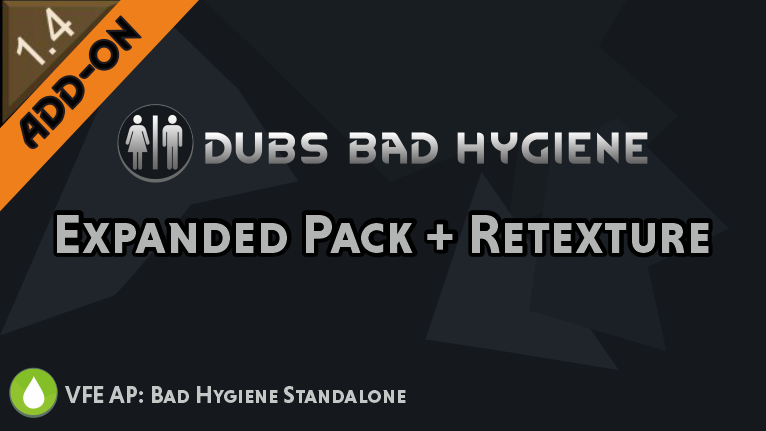 1.4
ADD-ON
DUBS BAD HYGIENE
EXPANDED PACK + RETEXTURE
VFE AP: BAD HYGIENE STANDALONE